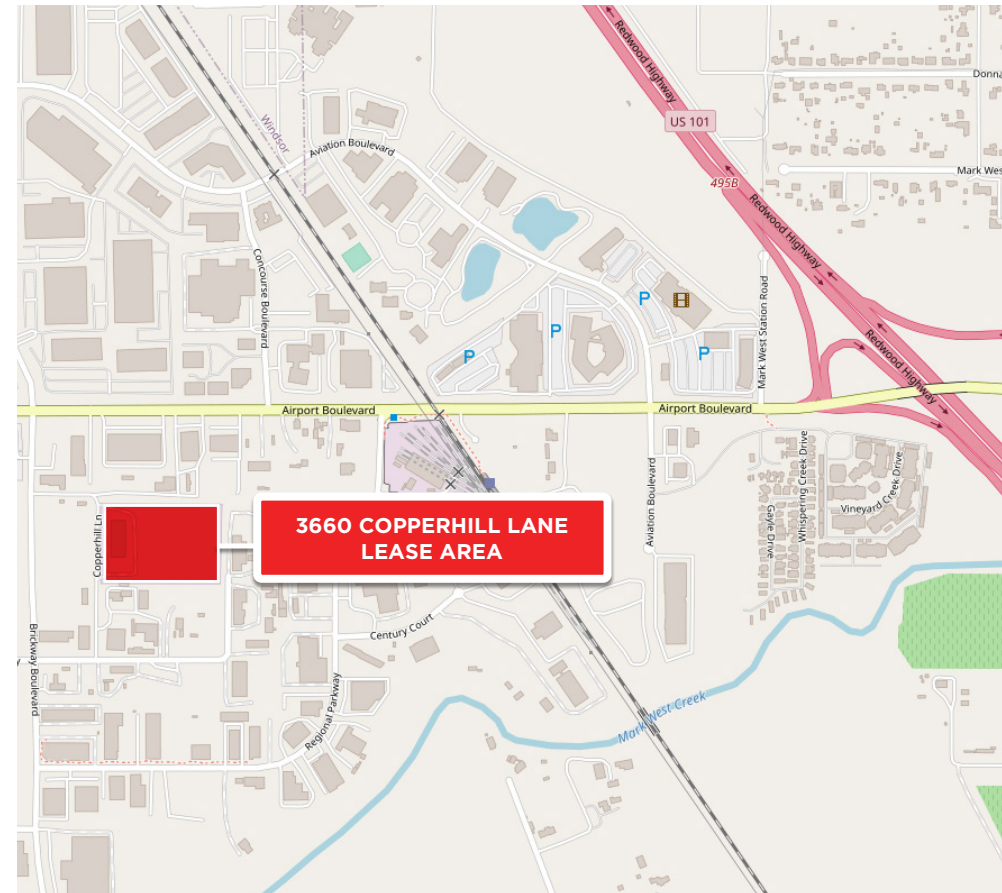 Redwood Highway
Donna
US 101
Windsor
Aviation Boulevard
Mark Wes
495B
Redwood Highway
Concourse Boulevard
Mark West Station Road
P
P
P
P
Redwood Highway
Airport Boulevard
Airport Boulevard
Copperhill Ln
3660 COPPERHILL LANE
LEASE AREA
Aviation Boulevard
Gayle Drive
Whispering Creek Drive
Vineyard Creek Drive
Century Court
Brickway Boulevard
Regional Parkway
Mark West Creek